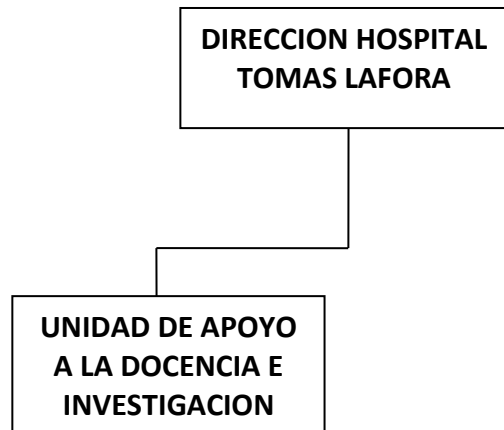 DIRECCION HOSPITAL
TOMAS LAFORA
UNIDAD DE APOYO
A LA DOCENCIA E
INVESTIGACION